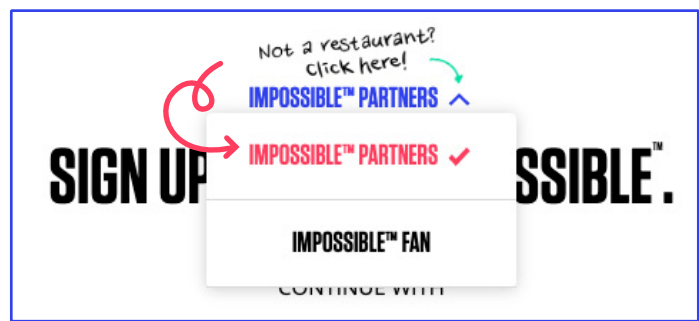 Not a restaurant?
Click here!
IMPOSSIBLE™ PARTNERS
IMPOSSIBLE™ PARTNERS
SIGN UP SSIBLE™.
IMPOSSIBLE™ FAN
CONTINUE WITH